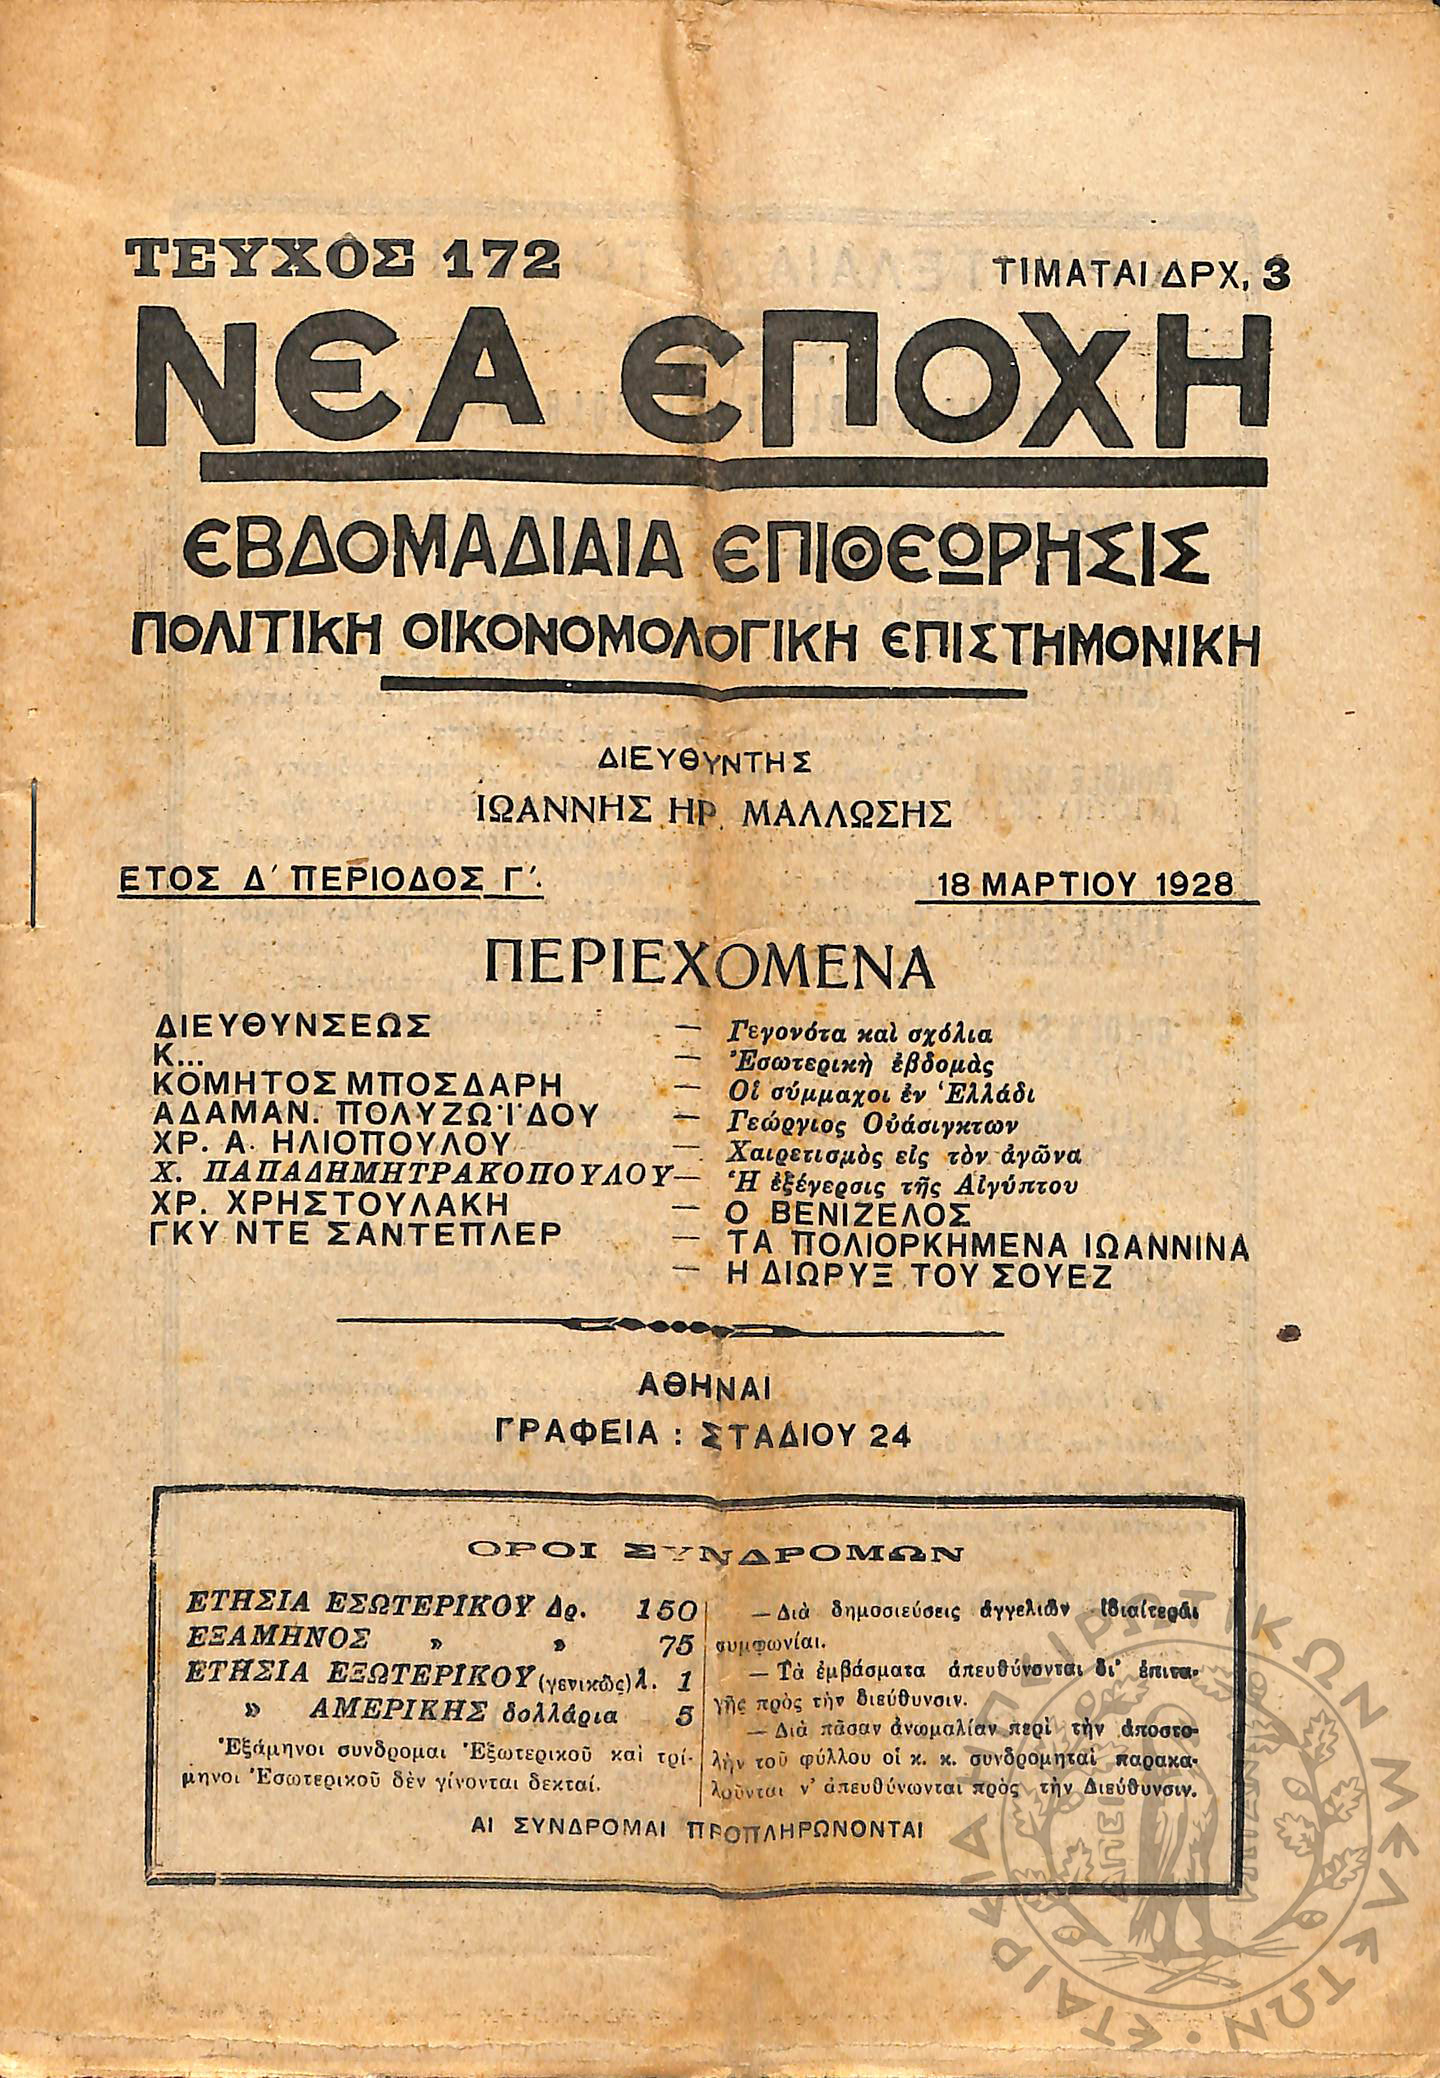 ΤΕΥΧΟΣ 172
ΤΙΜΑΤΑΙ ΔΡΧ, 3
ΝΕΑ ΕΠΟΧΗ
ΕΒΔΟΜΑΔΙΑΙΑ ΕΠΙΘΕΩΡΗΣΙΣ
ΠΟΛΙΤΙΚΗ ΟΙΚΟΝΟΜΟΛΟΓΙΚΗ ΕΠΙΣΤΗΜΟΝΙΚΗ
ΔΙΕΥΘΥΝΤΗΣ
ΙΩΑΝΝΗΣ ΗΡ. ΜΑΛΛΩΣΗΣ
ΕΤΟΣ Δ΄ ΠΕΡΙΟΔΟΣ Γ΄.
18 ΜΑΡΤΙΟΥ 1928
ΠΕΡΙΕΧΟΜΕΝΑ
ΔΙΕΥΘΥΝΣΕΩΣ — Γεγονότα καὶ σχόλια
Κ... — Ἐσωτερικὴ ἑβδομὰς
ΚΟΜΗΤΟΣ ΜΠΟΣΔΑΡΗ — Οἱ σύμμαχοι ἐν Ἑλλάδι
ΑΔΑΜΑΝ. ΠΟΛΥΖΩΪΔΟΥ — Γεώργιος Οὐάσιγκτων
ΧΡ. Α. ΗΛΙΟΠΟΥΛΟΥ — Χαιρετισμὸς εἰς τὸν ἀγῶνα
Χ. ΠΑΠΑΔΗΜΗΤΡΑΚΟΠΟΥΛΟΥ — Ἡ ἐξέγερσις τῆς Αἰγύπτου
ΧΡ. ΧΡΗΣΤΟΥΛΑΚΗ — Ο ΒΕΝΙΖΕΛΟΣ
ΓΚΥ ΝΤΕ ΣΑΝΤΕΠΛΕΡ — ΤΑ ΠΟΛΙΟΡΚΗΜΕΝΑ ΙΩΑΝΝΙΝΑ
— Η ΔΙΩΡΥΞ ΤΟΥ ΣΟΥΕΖ
ΑΘΗΝΑΙ
ΓΡΑΦΕΙΑ : ΣΤΑΔΙΟΥ 24
ΟΡΟΙ ΣΥΝΔΡΟΜΩΝ
ΕΤΗΣΙΑ ΕΣΩΤΕΡΙΚΟΥ Δρ. 150
ΕΞΑΜΗΝΟΣ » » 75
ΕΤΗΣΙΑ ΕΞΩΤΕΡΙΚΟΥ (γενικῶς) λ. 1
» ΑΜΕΡΙΚΗΣ δολλάρια 5
Ἑξάμηνοι συνδρομαι Ἐξωτερικοῦ καὶ τρί-
μηνοι Ἐσωτερικοῦ δὲν γίνονται δεκταί.
— Διὰ δημοσιεύσεις ἀγγελιῶν ἰδιαίτεραι
συμφωνίαι.
— Τὰ ἐμβάσματα ἀπευθύνονται δι' ἐπιτα-
γῆς πρὸς τὴν διεύθυνσιν.
— Διὰ πᾶσαν ἀνωμαλίαν περὶ τὴν ἀποστο-
λὴν τοῦ φύλλου οἱ κ. κ. συνδρομηταὶ παρακα-
λοῦνται ν' ἀπευθύνωνται πρὸς τὴν Διεύθυνσιν.
ΑΙ ΣΥΝΔΡΟΜΑΙ ΠΡΟΠΛΗΡΩΝΟΝΤΑΙ
ΕΤΑΙΡΕΙΑ ΗΠΕΙΡΩΤΙΚΩΝ ΜΕΛΕΤΩΝ
ΑΠΕΙ
ΡΩΤΑΝ